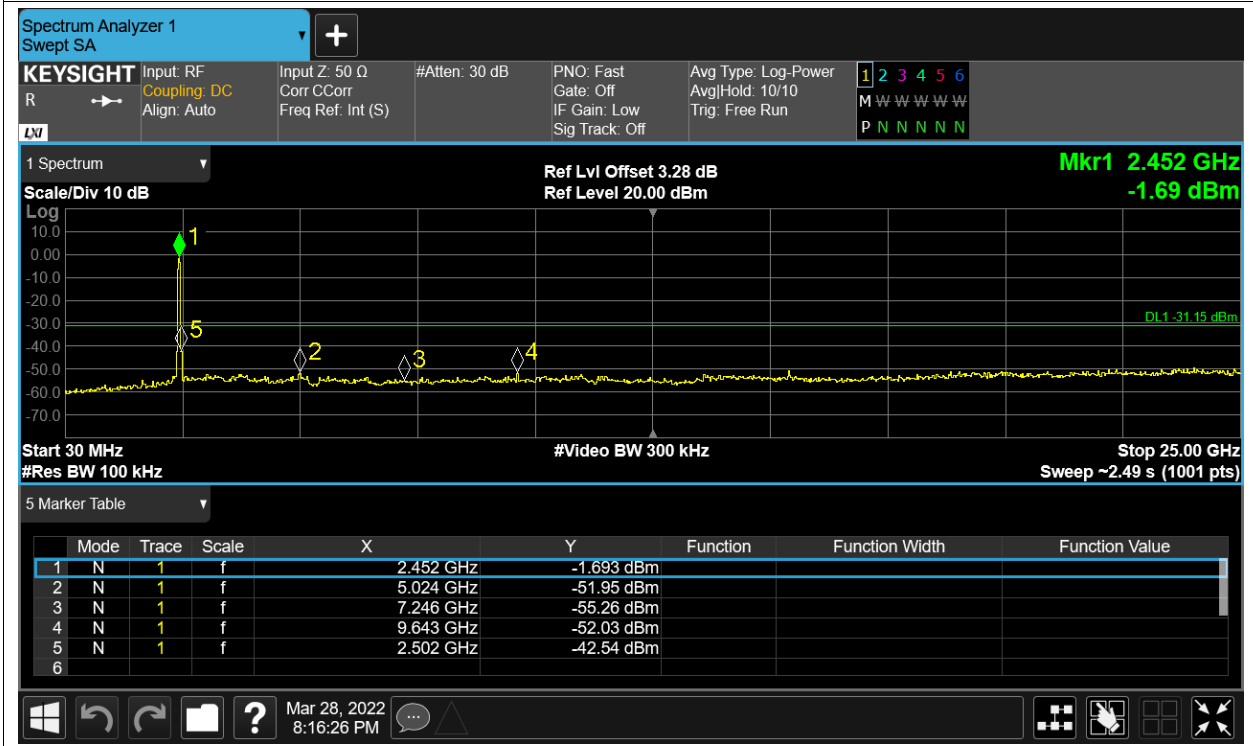 Spectrum Analyzer 1
Swept SA
+
KEYSIGHT
R
LXI
Input: RF
Coupling: DC
Align: Auto
Input Z: 50 Ω
Corr CCorr
Freq Ref: Int (S)
#Atten: 30 dB
PNO: Fast
Gate: Off
IF Gain: Low
Sig Track: Off
Avg Type: Log-Power
Avg|Hold: 10/10
Trig: Free Run
1 2 3 4 5 6
M W W W W W
P N N N N N
1 Spectrum
Scale/Div 10 dB
Ref Lvl Offset 3.28 dB
Ref Level 20.00 dBm
Mkr1 2.452 GHz
-1.69 dBm
Log
10.0
0.00
-10.0
-20.0
-30.0
-40.0
-50.0
-60.0
-70.0
1
5
2
3
4
DL1 -31.15 dBm
Start 30 MHz
#Res BW 100 kHz
#Video BW 300 kHz
Stop 25.00 GHz
Sweep ~2.49 s (1001 pts)
5 Marker Table
Mode Trace Scale X Y Function Function Width Function Value
1 N 1 f 2.452 GHz -1.693 dBm
2 N 1 f 5.024 GHz -51.95 dBm
3 N 1 f 7.246 GHz -55.26 dBm
4 N 1 f 9.643 GHz -52.03 dBm
5 N 1 f 2.502 GHz -42.54 dBm
6
?
Mar 28, 2022
8:16:26 PM